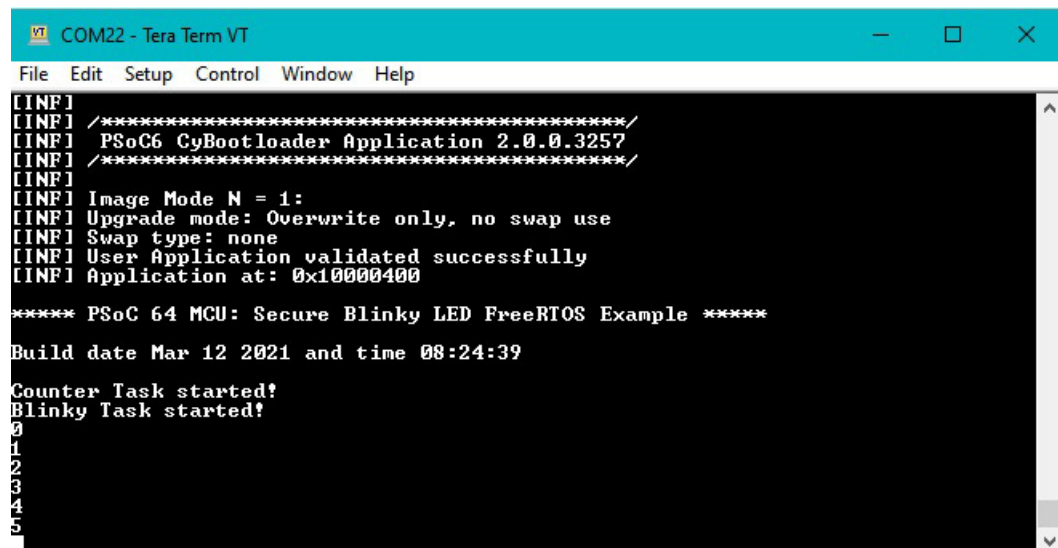 COM22 - Tera Term VT
File Edit Setup Control Window Help
[INF]
[INF] /******************************************/
[INF]  PSoC6 CyBootloader Application 2.0.0.3257
[INF] /******************************************/
[INF]
[INF] Image Mode N = 1:
[INF] Upgrade mode: Overwrite only, no swap use
[INF] Swap type: none
[INF] User Application validated successfully
[INF] Application at: 0x10000400
***** PSoC 64 MCU: Secure Blinky LED FreeRTOS Example *****
Build date Mar 12 2021 and time 08:24:39
Counter Task started!
Blinky Task started!
0
1
2
3
4
5